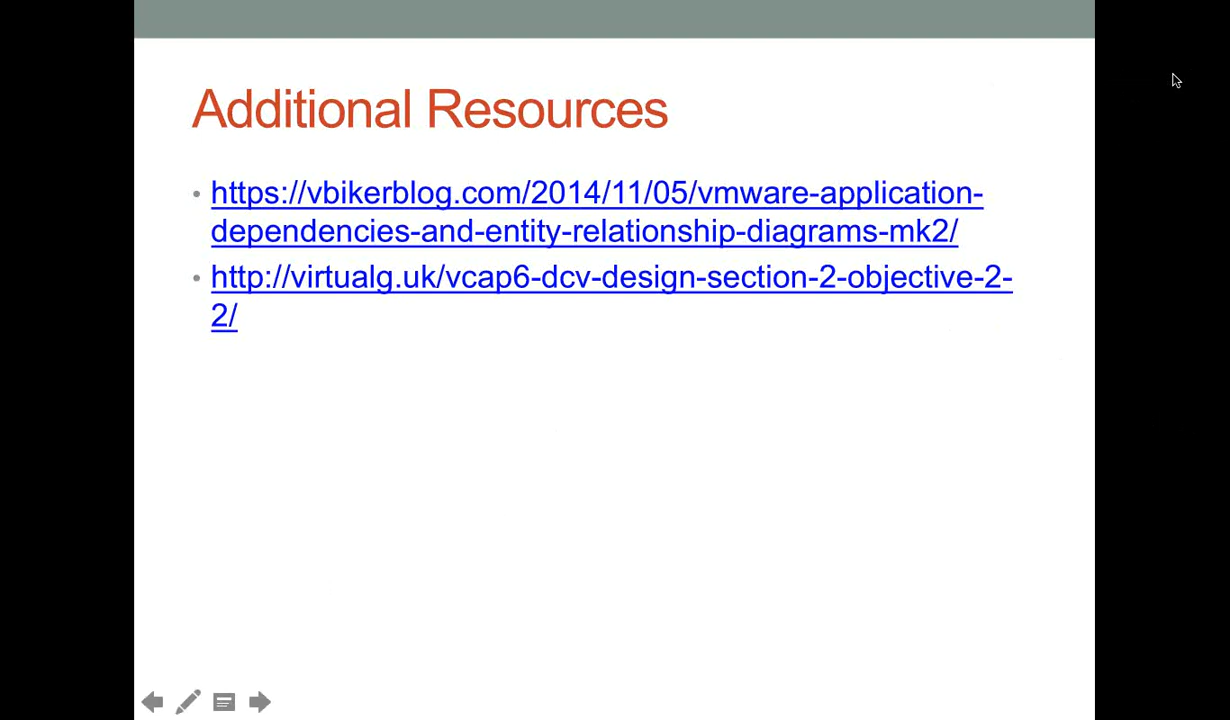 Additional Resources
• https://vbikerblog.com/2014/11/05/vmware-application-
dependencies-and-entity-relationship-diagrams-mk2/
• http://virtualg.uk/vcap6-dcv-design-section-2-objective-2-
2/